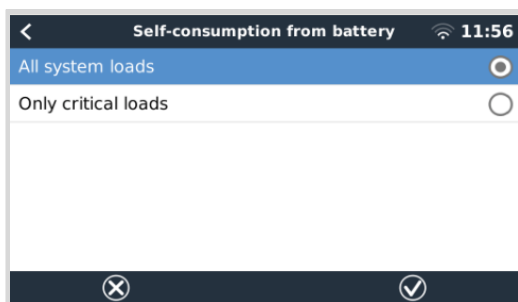 Self-consumption from battery 11:56
All system loads
Only critical loads